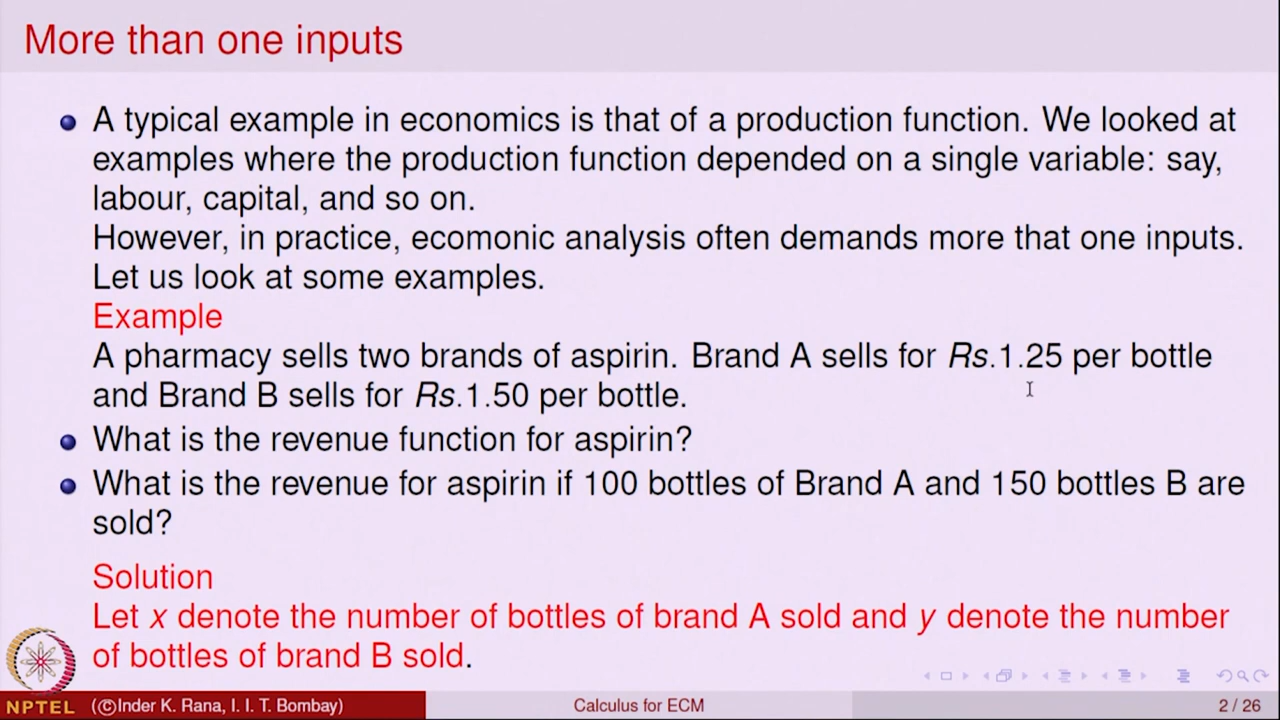 More than one inputs
A typical example in economics is that of a production function. We looked at
examples where the production function depended on a single variable: say,
labour, capital, and so on.
However, in practice, ecomonic analysis often demands more that one inputs.
Let us look at some examples.
Example
A pharmacy sells two brands of aspirin. Brand A sells for Rs.1.25 per bottle
and Brand B sells for Rs.1.50 per bottle.
What is the revenue function for aspirin?
What is the revenue for aspirin if 100 bottles of Brand A and 150 bottles B are
sold?
Solution
Let x denote the number of bottles of brand A sold and y denote the number
of bottles of brand B sold.
NPTEL (©Inder K. Rana, I. I. T. Bombay) Calculus for ECM 2 / 26